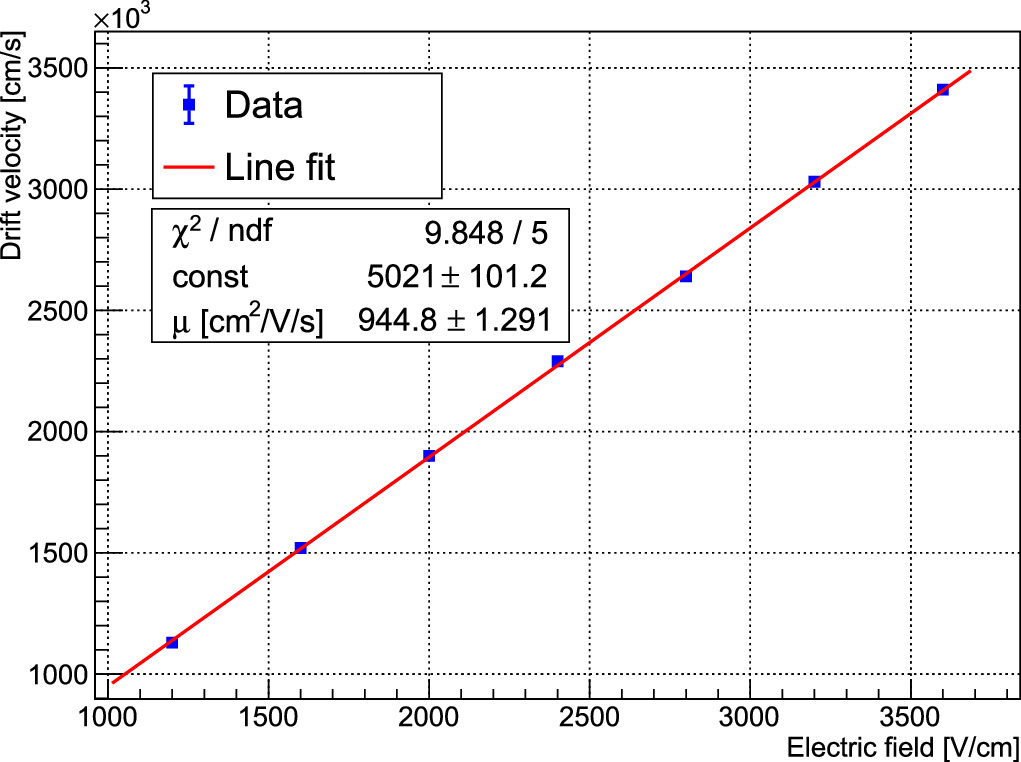 ×10³
Drift velocity [cm/s]
3500
3000
2500
2000
1500
1000
Data
Line fit
χ² / ndf 9.848 / 5
const 5021 ± 101.2
μ [cm²/V/s] 944.8 ± 1.291
1000 1500 2000 2500 3000 3500
Electric field [V/cm]